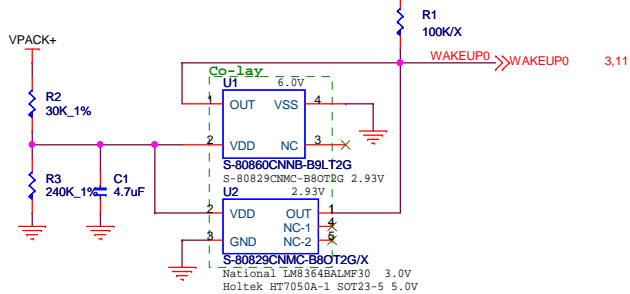 R1
100K/X
VPACK+
WAKEUP0
WAKEUP0
3,11
Co-lay
U1
6.0V
R2
30K_1%
1
OUT
VSS
4
2
VDD
NC
3
S-80860CNNB-B9LT2G
S-80829CNMC-B8OT2G 2.93V
R3
240K_1%
C1
4.7uF
U2
2.93V
2
VDD
OUT
1
NC-1
4
3
GND
NC-2
5
S-80829CNMC-B8OT2G/X
National LM8364BALMF30 3.0V
Holtek HT7050A-1 SOT23-5 5.0V